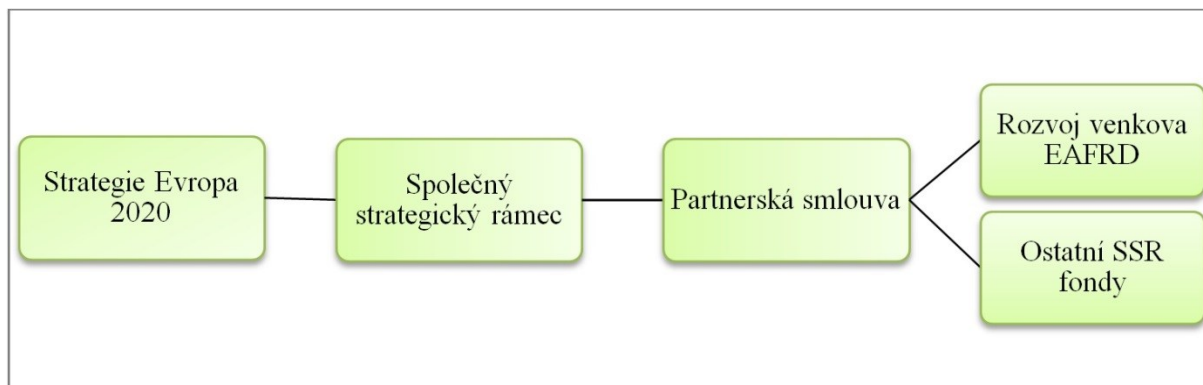 Strategie Evropa
2020
Společný
strategický rámec
Partnerská smlouva
Rozvoj venkova
EAFRD
Ostatní SSR
fondy